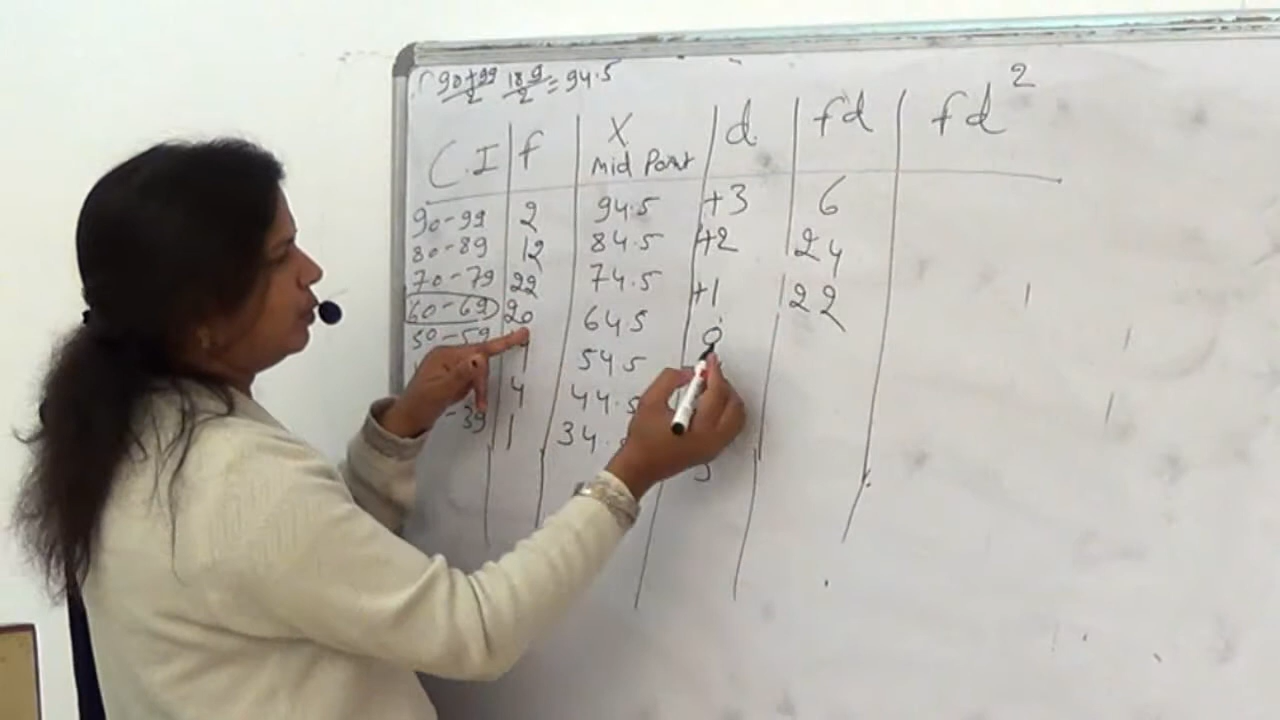 90+99/2 189/2 = 94.5
C.I f X d fd fd²
Mid Point
90-99 2 94.5 +3 6
80-89 12 84.5 +2 24
70-79 22 74.5 +1 22
60-69 20 64.5 0
50-59 54.5
4 44.5
-39 1 34.